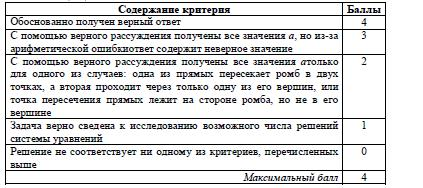 Содержание критерия Баллы
Обоснованно получен верный ответ 4
С помощью верного рассуждения получены все значения а, но из-за 3
арифметической ошибкиответ содержит неверное значение
С помощью верного рассуждения получены все значения атолько 2
для одного из случаев: одна из прямых пересекает ромб в двух
точках, а вторая проходит через только одну из его вершин, или
точка пересечения прямых лежит на стороне ромба, но не в его
вершине
Задача верно сведена к исследованию возможного числа решений 1
системы уравнений
Решение не соответствует ни одному из критериев, перечисленных 0
выше
Максимальный балл 4